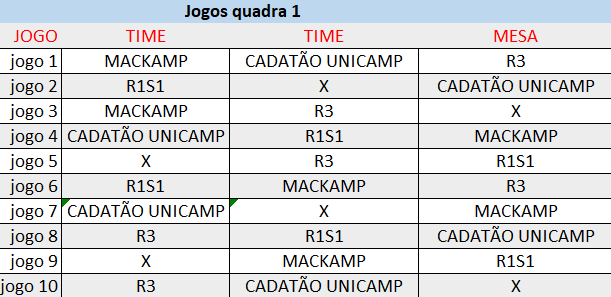 Jogos quadra 1
JOGO TIME TIME MESA
jogo 1 MACKAMP CADATÃO UNICAMP R3
jogo 2 R1S1 X CADATÃO UNICAMP
jogo 3 MACKAMP R3 X
jogo 4 CADATÃO UNICAMP R1S1 MACKAMP
jogo 5 X R3 R1S1
jogo 6 R1S1 MACKAMP R3
jogo 7 CADATÃO UNICAMP X MACKAMP
jogo 8 R3 R1S1 CADATÃO UNICAMP
jogo 9 X MACKAMP R1S1
jogo 10 R3 CADATÃO UNICAMP X